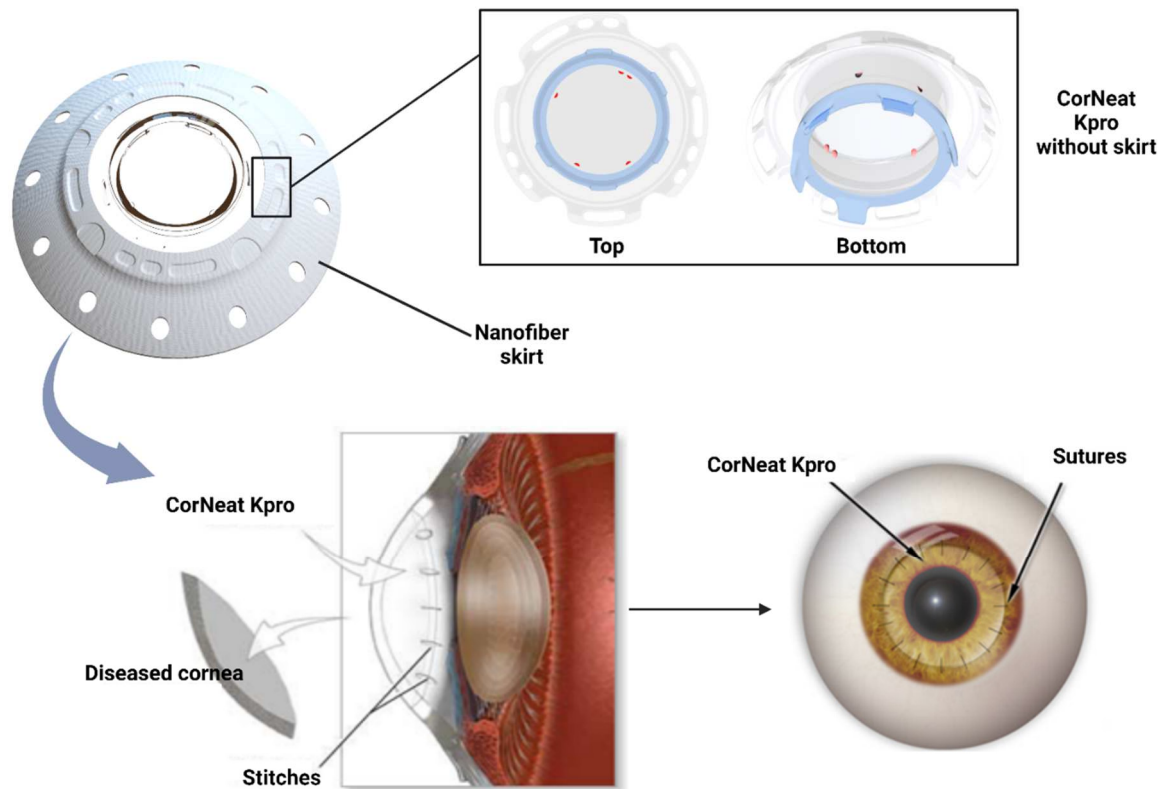 CorNeat
Kpro
without skirt
Top
Bottom
Nanofiber
skirt
CorNeat Kpro
CorNeat Kpro
Sutures
Diseased cornea
Stitches